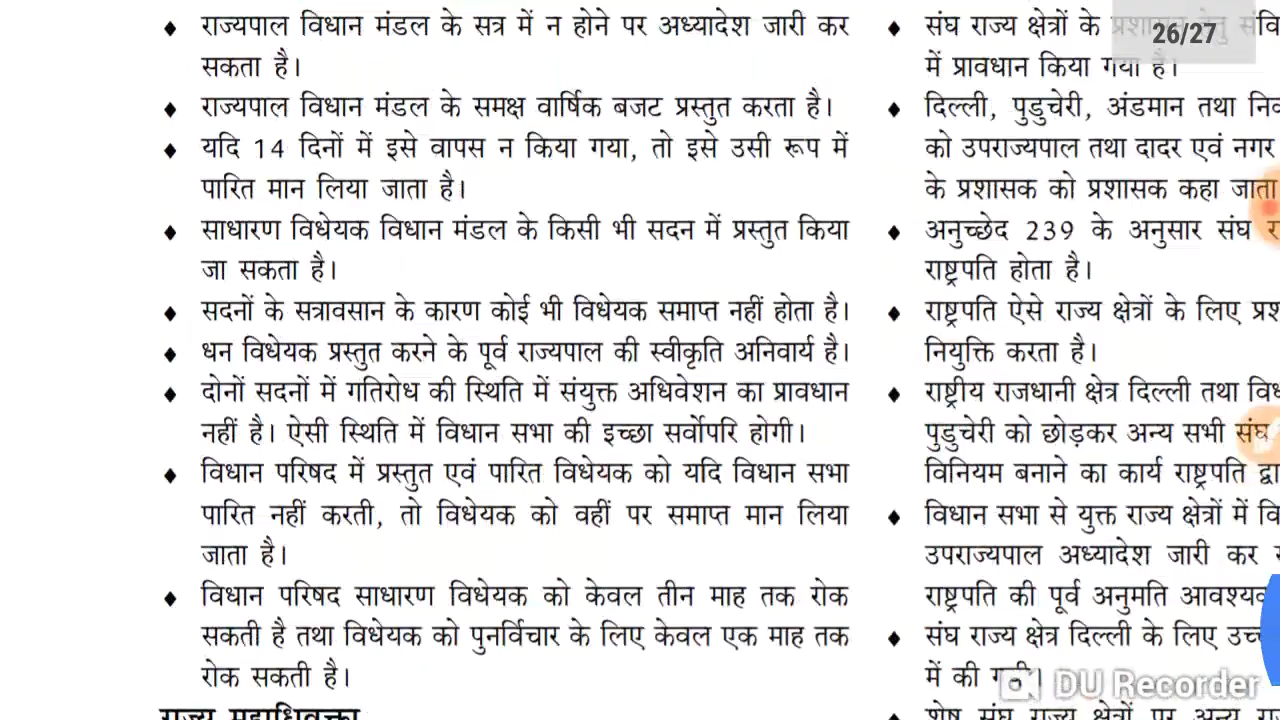 राज्यपाल विधान मंडल के सत्र में न होने पर अध्यादेश जारी कर
सकता है।
राज्यपाल विधान मंडल के समक्ष वार्षिक बजट प्रस्तुत करता है।
यदि 14 दिनों में इसे वापस न किया गया, तो इसे उसी रूप में
पारित मान लिया जाता है।
साधारण विधेयक विधान मंडल के किसी भी सदन में प्रस्तुत किया
जा सकता है।
सदनों के सत्रावसान के कारण कोई भी विधेयक समाप्त नहीं होता है।
धन विधेयक प्रस्तुत करने के पूर्व राज्यपाल की स्वीकृति अनिवार्य है।
दोनों सदनों में गतिरोध की स्थिति में संयुक्त अधिवेशन का प्रावधान
नहीं है। ऐसी स्थिति में विधान सभा की इच्छा सर्वोपरि होगी।
विधान परिषद में प्रस्तुत एवं पारित विधेयक को यदि विधान सभा
पारित नहीं करती, तो विधेयक को वहीं पर समाप्त मान लिया
जाता है।
विधान परिषद साधारण विधेयक को केवल तीन माह तक रोक
सकती है तथा विधेयक को पुनर्विचार के लिए केवल एक माह तक
रोक सकती है।
राज्य महाधिवक्ता
26/27
संघ राज्य क्षेत्रों के
में प्रावधान किया गया है।
दिल्ली, पुडुचेरी, अंडमान तथा
को उपराज्यपाल तथा दादर एवं नगर
के प्रशासक को प्रशासक कहा जाता
अनुच्छेद 239 के अनुसार संघ
राष्ट्रपति होता है।
राष्ट्रपति ऐसे राज्य क्षेत्रों के लिए
नियुक्ति करता है।
राष्ट्रीय राजधानी क्षेत्र दिल्ली तथा
पुडुचेरी को छोड़कर अन्य सभी संघ
विनियम बनाने का कार्य राष्ट्रपति
विधान सभा से युक्त राज्य क्षेत्रों में
उपराज्यपाल अध्यादेश जारी कर
राष्ट्रपति की पूर्व अनुमति
संघ राज्य क्षेत्र दिल्ली के लिए
में की
DU Recorder
शेष संघ राज्य क्षेत्रों पर अन्य